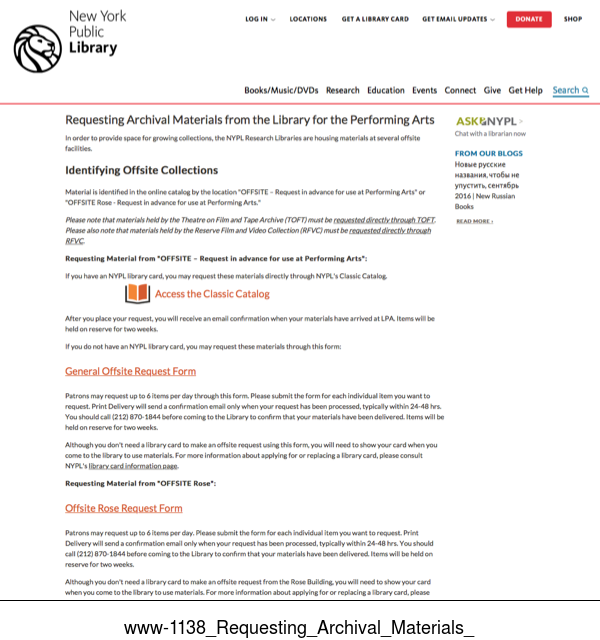 New York
Public
Library
LOG IN
LOCATIONS
GET A LIBRARY CARD
GET EMAIL UPDATES
DONATE
SHOP
Books/Music/DVDs Research Education Events Connect Give Get Help Search
Requesting Archival Materials from the Library for the Performing Arts
In order to provide space for growing collections, the NYPL Research Libraries are housing materials at several offsite
facilities.
Identifying Offsite Collections
Material is identified in the online catalog by the location "OFFSITE – Request in advance for use at Performing Arts" or
"OFFSITE Rose - Request in advance for use at Performing Arts."
Please note that materials held by the Theatre on Film and Tape Archive (TOFT) must be requested directly through TOFT.
Please also note that materials held by the Reserve Film and Video Collection (RFVC) must be requested directly through
RFVC.
Requesting Material from "OFFSITE – Request in advance for use at Performing Arts":
If you have an NYPL library card, you may request these materials directly through NYPL's Classic Catalog.
Access the Classic Catalog
After you place your request, you will receive an email confirmation when your materials have arrived at LPA. Items will be
held on reserve for two weeks.
If you do not have an NYPL library card, you may request these materials through this form:
General Offsite Request Form
Patrons may request up to 6 items per day through this form. Please submit the form for each individual item you want to
request. Print Delivery will send a confirmation email only when your request has been processed, typically within 24-48 hrs.
You should call (212) 870-1844 before coming to the Library to confirm that your materials have been delivered. Items will be
held on reserve for two weeks.
Although you don't need a library card to make an offsite request using this form, you will need to show your card when you
come to the library to use materials. For more information about applying for or replacing a library card, please consult
NYPL's library card information page.
Requesting Material from "OFFSITE Rose":
Offsite Rose Request Form
Patrons may request up to 6 items per day. Please submit the form for each individual item you want to request. Print
Delivery will send a confirmation email only when your request has been processed, typically within 24-48 hrs. You should
call (212) 870-1844 before coming to the Library to confirm that your materials have been delivered. Items will be held on
reserve for two weeks.
Although you don't need a library card to make an offsite request from the Rose Building, you will need to show your card
when you come to the library to use materials. For more information about applying for or replacing a library card, please
ASK NYPL
Chat with a librarian now
FROM OUR BLOGS
Новые русские
названия, чтобы не
упустить, сентябрь
2016 | New Russian
Books
READ MORE ›
www-1138_Requesting_Archival_Materials_